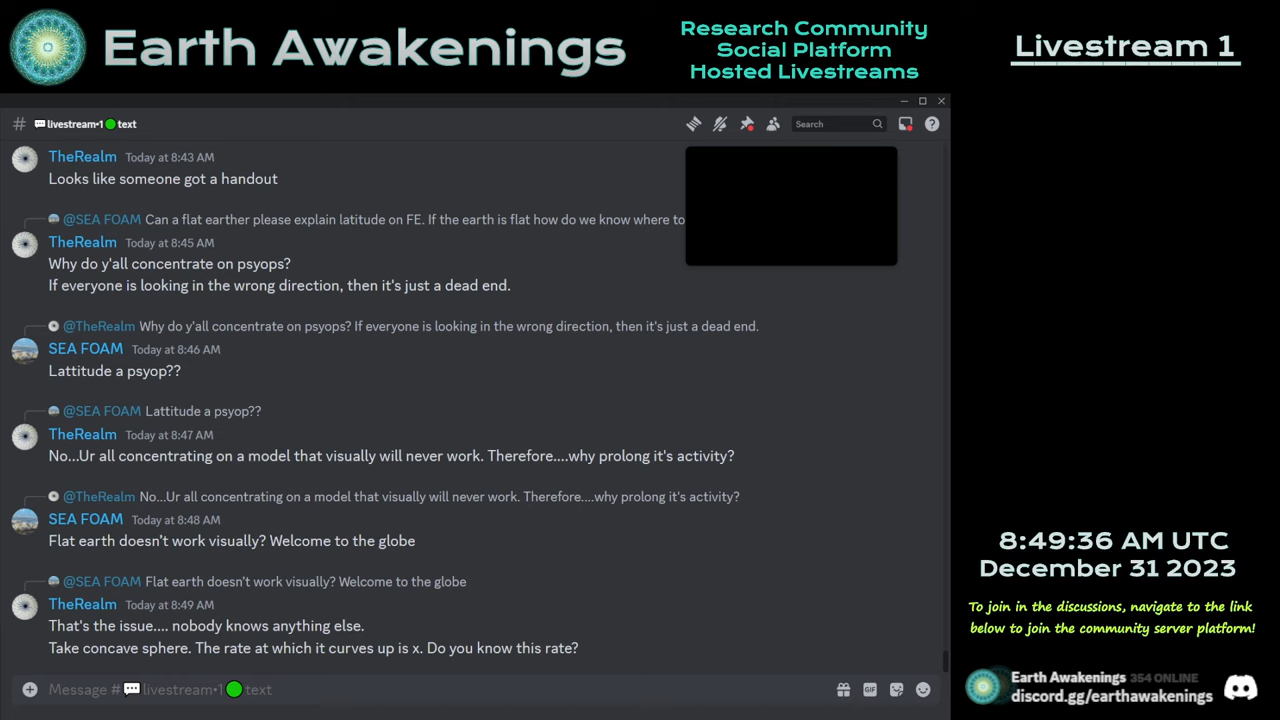 Earth Awakenings
Research Community
Social Platform
Hosted Livestreams
Livestream 1
# livestream•1 text
Search
TheRealm Today at 8:43 AM
Looks like someone got a handout
@SEA FOAM Can a flat earther please explain latitude on FE. If the earth is flat how do we know where to
TheRealm Today at 8:45 AM
Why do y'all concentrate on psyops?
If everyone is looking in the wrong direction, then it's just a dead end.
@TheRealm Why do y'all concentrate on psyops? If everyone is looking in the wrong direction, then it's just a dead end.
SEA FOAM Today at 8:46 AM
Lattitude a psyop??
@SEA FOAM Lattitude a psyop??
TheRealm Today at 8:47 AM
No...Ur all concentrating on a model that visually will never work. Therefore....why prolong it's activity?
@TheRealm No...Ur all concentrating on a model that visually will never work. Therefore....why prolong it's activity?
SEA FOAM Today at 8:48 AM
Flat earth doesn't work visually? Welcome to the globe
@SEA FOAM Flat earth doesn't work visually? Welcome to the globe
TheRealm Today at 8:49 AM
That's the issue.... nobody knows anything else.
Take concave sphere. The rate at which it curves up is x. Do you know this rate?
Message # livestream•1 text
GIF
8:49:36 AM UTC
December 31 2023
To join in the discussions, navigate to the link
below to join the community server platform!
Earth Awakenings 354 ONLINE
discord.gg/earthawakenings